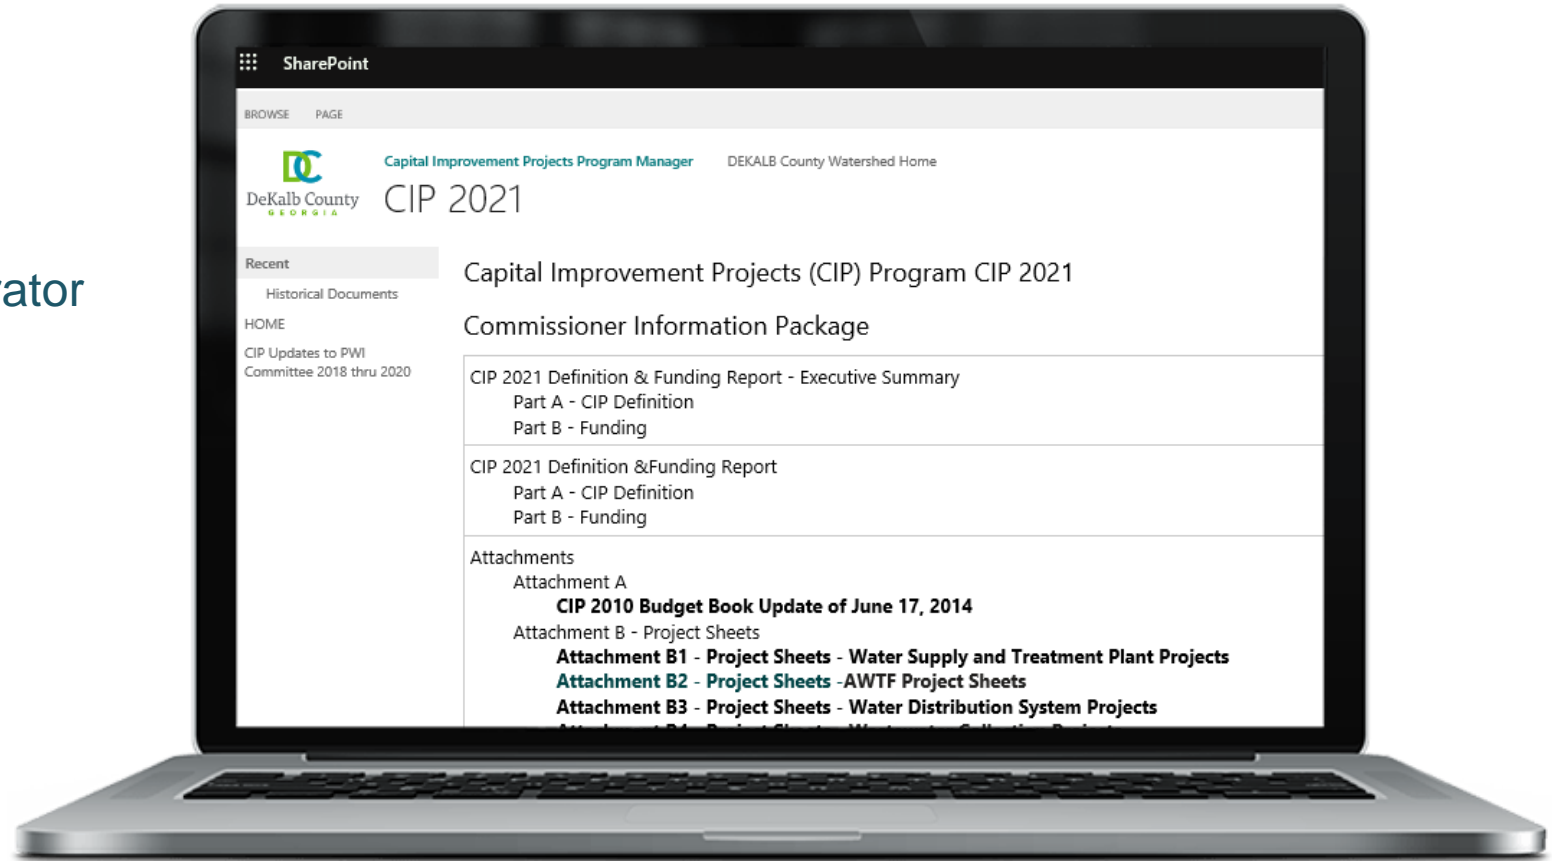 SharePoint
BROWSE PAGE
Capital Improvement Projects Program Manager DEKALB County Watershed Home
DeKalb County
GEORGIA
CIP 2021
Recent
Historical Documents
HOME
CIP Updates to PWI
Committee 2018 thru 2020
ator
Capital Improvement Projects (CIP) Program CIP 2021
Commissioner Information Package
CIP 2021 Definition & Funding Report - Executive Summary
Part A - CIP Definition
Part B - Funding
CIP 2021 Definition &Funding Report
Part A - CIP Definition
Part B - Funding
Attachments
Attachment A
CIP 2010 Budget Book Update of June 17, 2014
Attachment B - Project Sheets
Attachment B1 - Project Sheets - Water Supply and Treatment Plant Projects
Attachment B2 - Project Sheets -AWTF Project Sheets
Attachment B3 - Project Sheets - Water Distribution System Projects